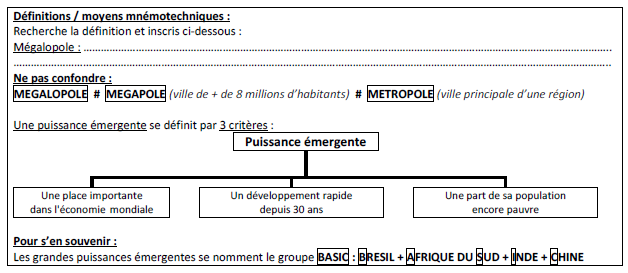 Définitions / moyens mnémotechniques :
Recherche la définition et inscris ci-dessous :
Mégalopole : ……………………………………………………………………………………………………………………………..
……………………………………………………………………………………………………………………………………………..
Ne pas confondre :
MEGALOPOLE # MEGAPOLE (ville de + de 8 millions d’habitants) # METROPOLE (ville principale d’une région)
Une puissance émergente se définit par 3 critères :
Puissance émergente
Une place importante
dans l'économie mondiale
Un développement rapide
depuis 30 ans
Une part de sa population
encore pauvre
Pour s’en souvenir :
Les grandes puissances émergentes se nomment le groupe BASIC : BRESIL + AFRIQUE DU SUD + INDE + CHINE